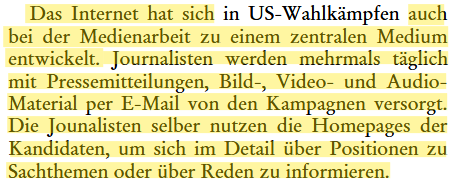 Das Internet hat sich in US-Wahlkämpfen auch
bei der Medienarbeit zu einem zentralen Medium
entwickelt. Journalisten werden mehrmals täglich
mit Pressemitteilungen, Bild-, Video- und Audio-
Material per E-Mail von den Kampagnen versorgt.
Die Jounalisten selber nutzen die Homepages der
Kandidaten, um sich im Detail über Positionen zu
Sachthemen oder über Reden zu informieren.